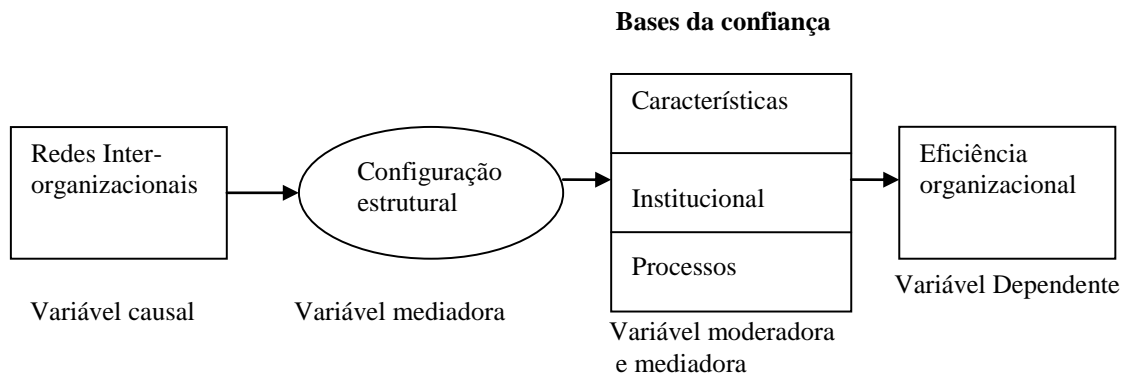 Bases da confiança
Características
Redes Inter-
organizacionais
Configuração
estrutural
Institucional
Processos
Eficiência
organizacional
Variável causal
Variável mediadora
Variável moderadora
e mediadora
Variável Dependente